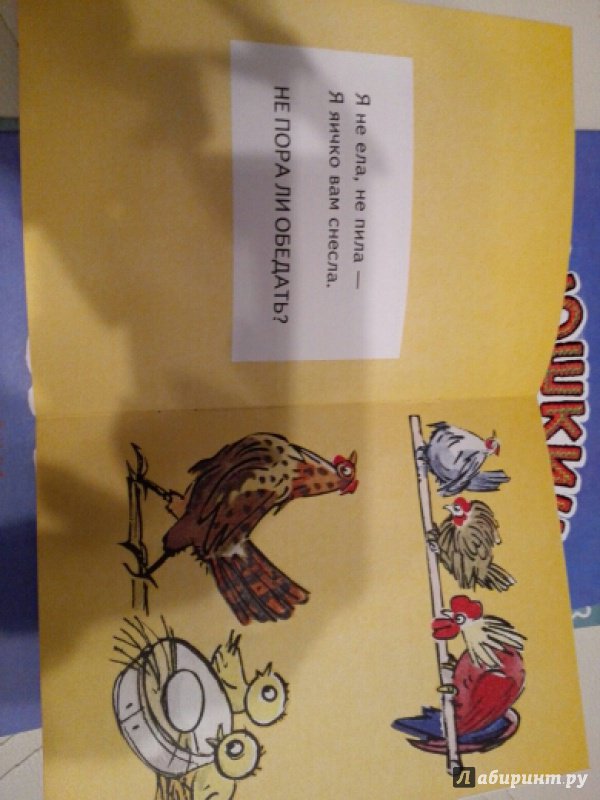 Я не ела, не пила —
Я яичко вам снесла.
НЕ ПОРА ЛИ ОБЕДАТЬ?
Лабиринт.ру